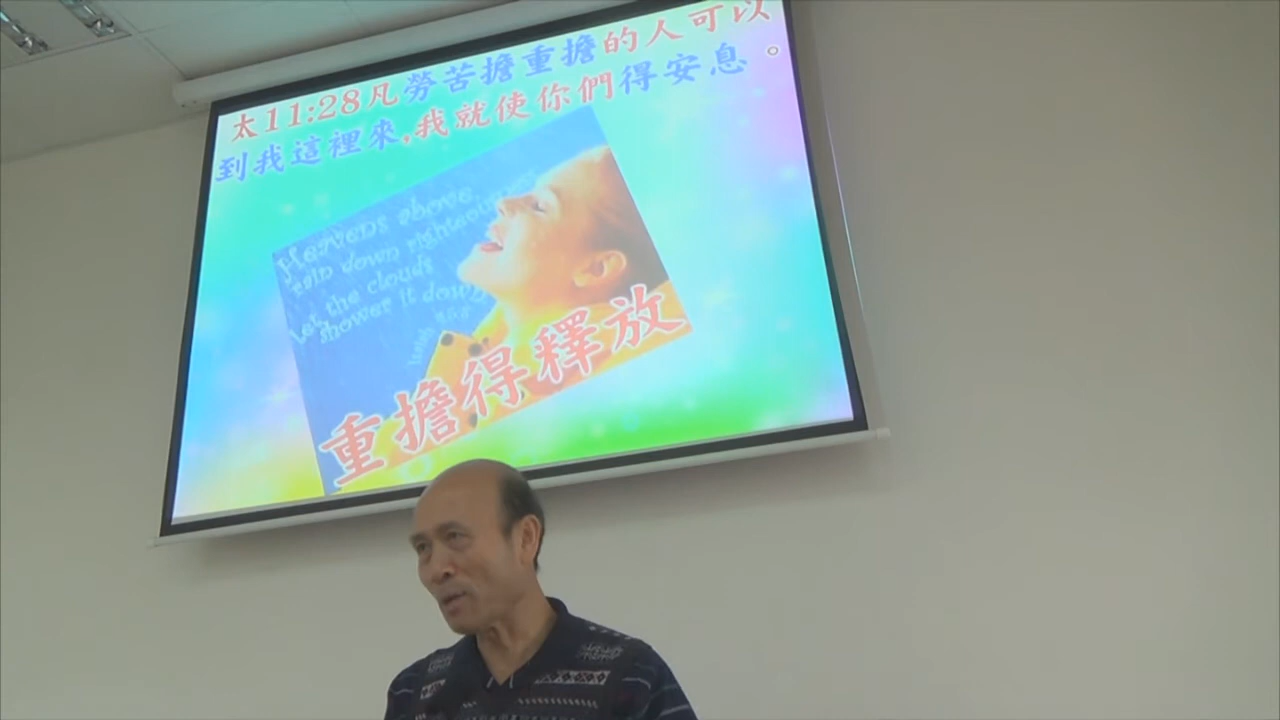 太11:28凡勞苦擔重擔的人可以
到我這裡來,我就使你們得安息。
Heavens above
rain down righteousness
Let the clouds
shower it down
重擔得釋放